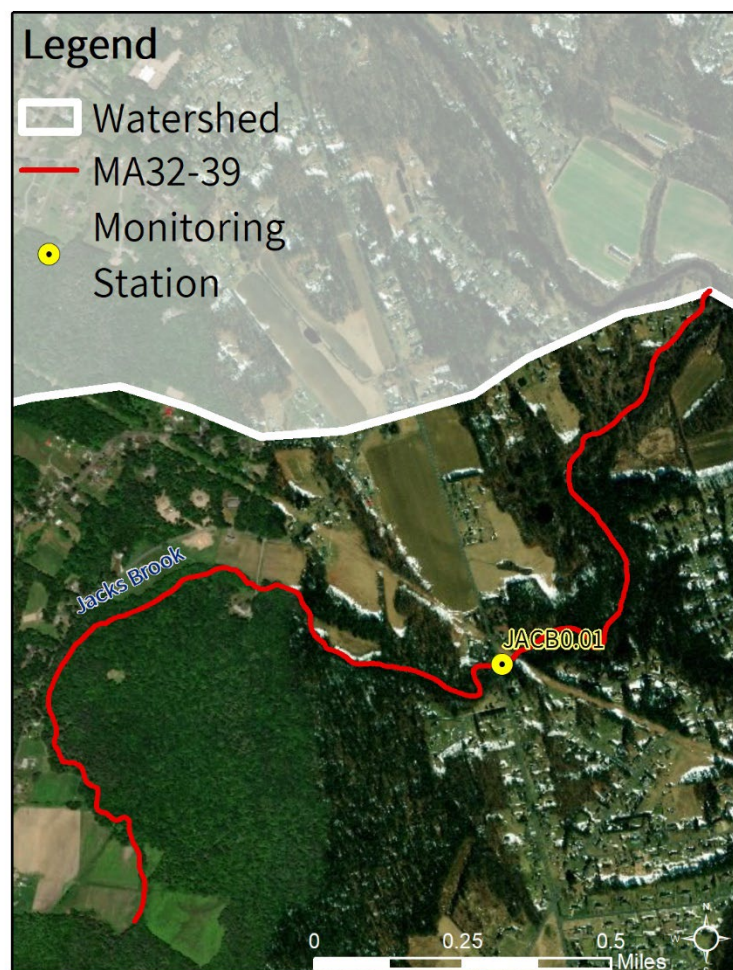 Legend
Watershed
MA32-39
Monitoring
Station
Jacks Brook
JACB0.01
N
W
0 0.25 0.5
Miles